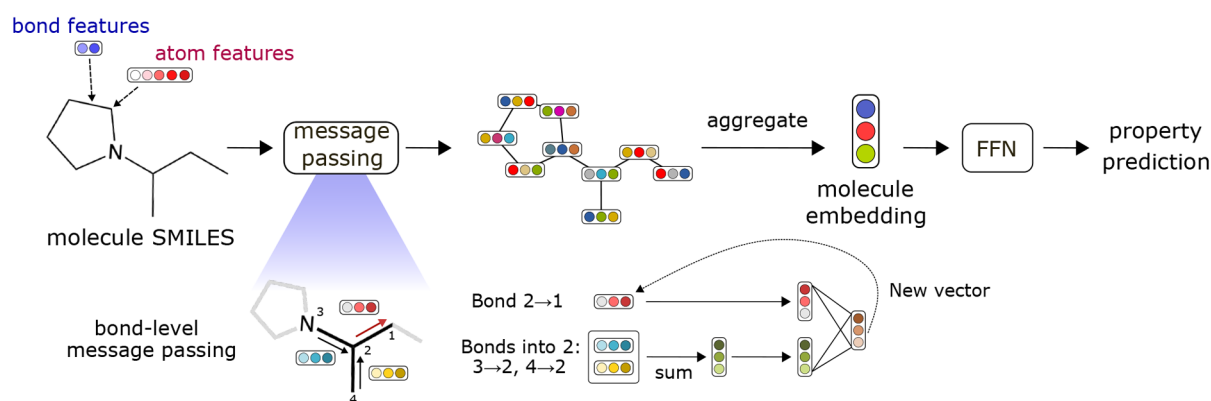 bond features
atom features
N
molecule SMILES
message
passing
aggregate
molecule
embedding
FFN
property
prediction
bond-level
message passing
N
3
1
2
4
Bond 2→1
Bonds into 2:
3→2, 4→2
sum
New vector